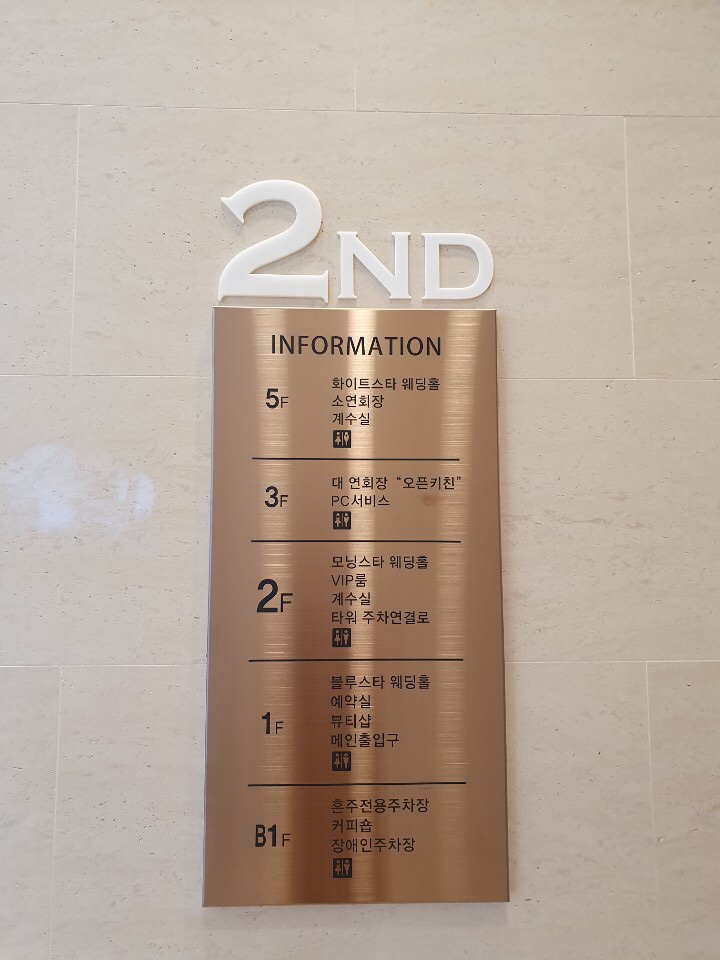 2ND
INFORMATION
5F
화이트스타 웨딩홀
소연회장
계수실
3F
대 연회장 “오픈키친”
PC서비스
2F
모닝스타 웨딩홀
VIP룸
계수실
타워 주차연결로
1F
블루스타 웨딩홀
예약실
뷰티샵
메인출입구
B1F
혼주전용주차장
커피숍
장애인주차장